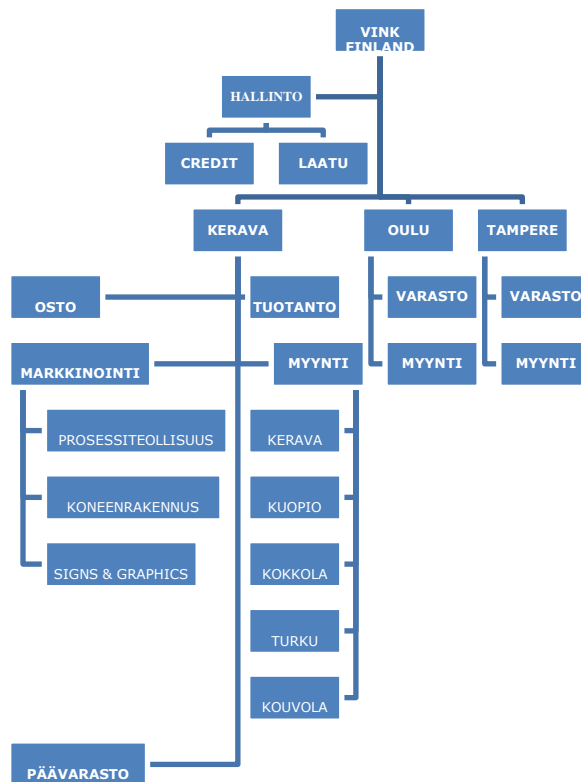 VINK
FINLAND
HALLINTO
CREDIT
LAATU
KERAVA
OULU
TAMPERE
OSTO
TUOTANTO
VARASTO
VARASTO
MARKKINOINTI
MYYNTI
MYYNTI
MYYNTI
PROSESSITEOLLISUUS
KERAVA
KONEENRAKENNUS
KUOPIO
SIGNS & GRAPHICS
KOKKOLA
TURKU
KOUVOLA
PÄÄVARASTO